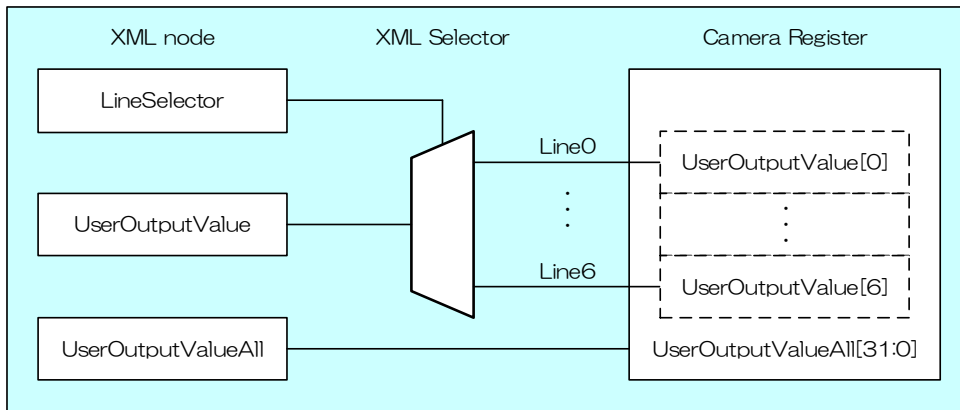 XML node
XML Selector
Camera Register
LineSelector
Line0
UserOutputValue[0]
UserOutputValue
Line6
UserOutputValue[6]
UserOutputValueAll
UserOutputValueAll[31:0]